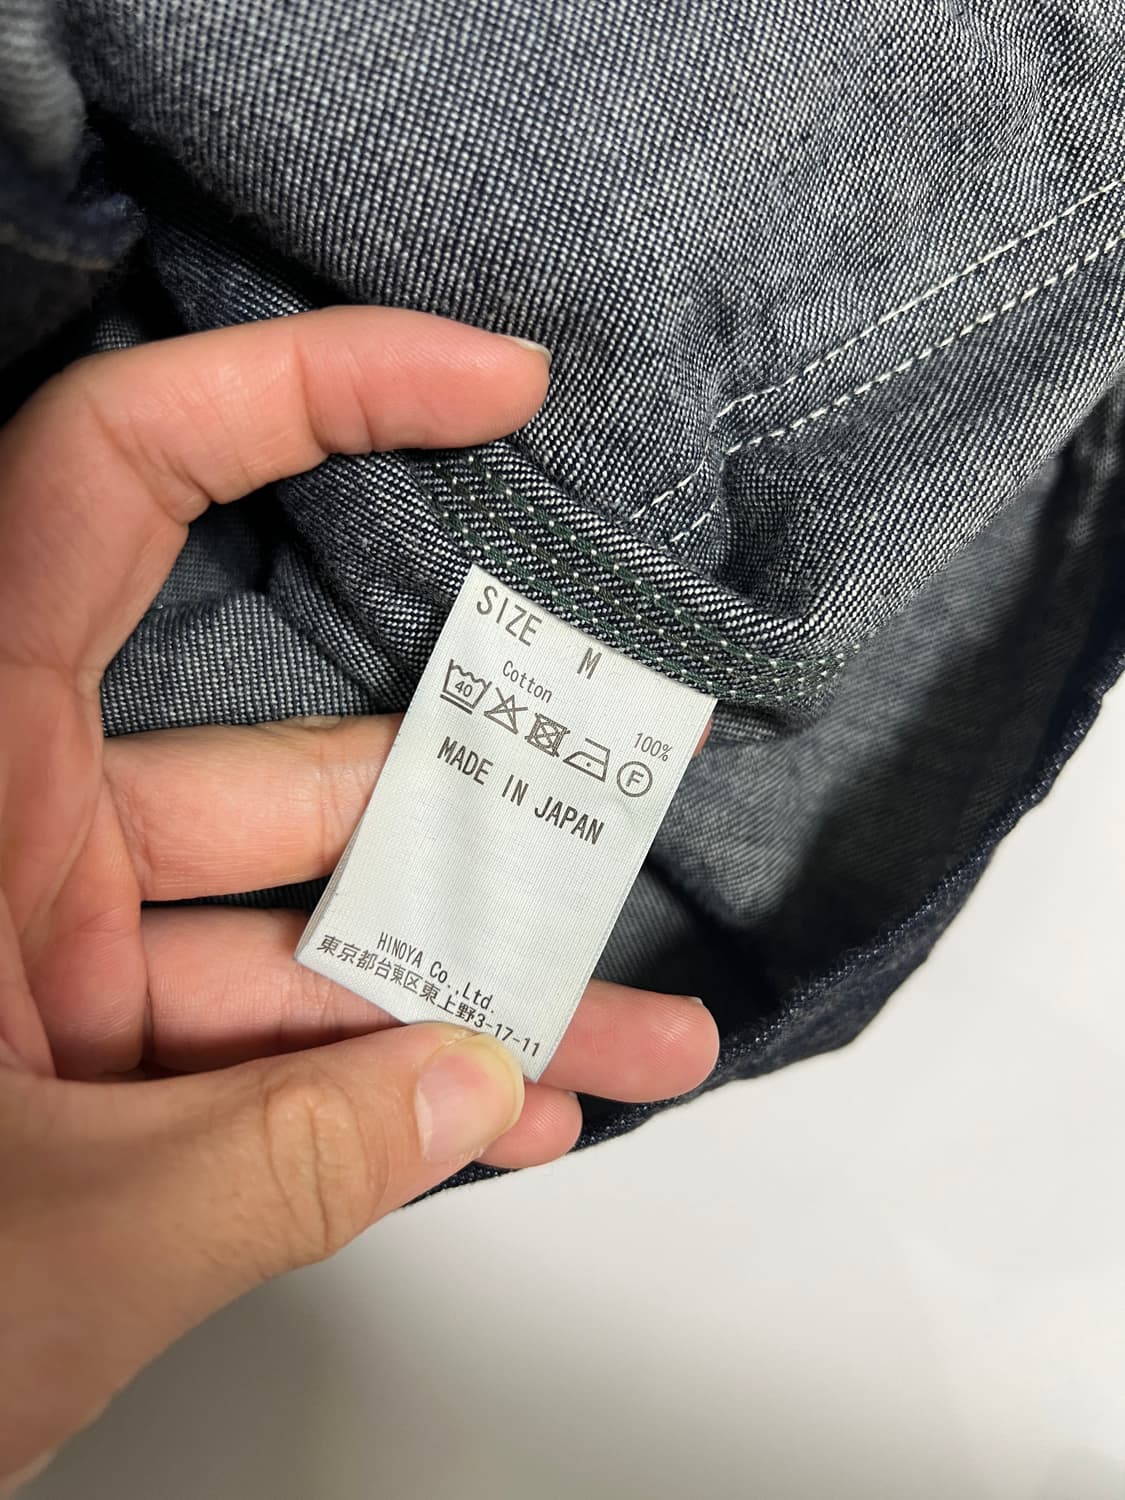 SIZE M
Cotton 100%
40 F
MADE IN JAPAN
HINOYA Co.,Ltd.
東京都台東区東上野3-17-11